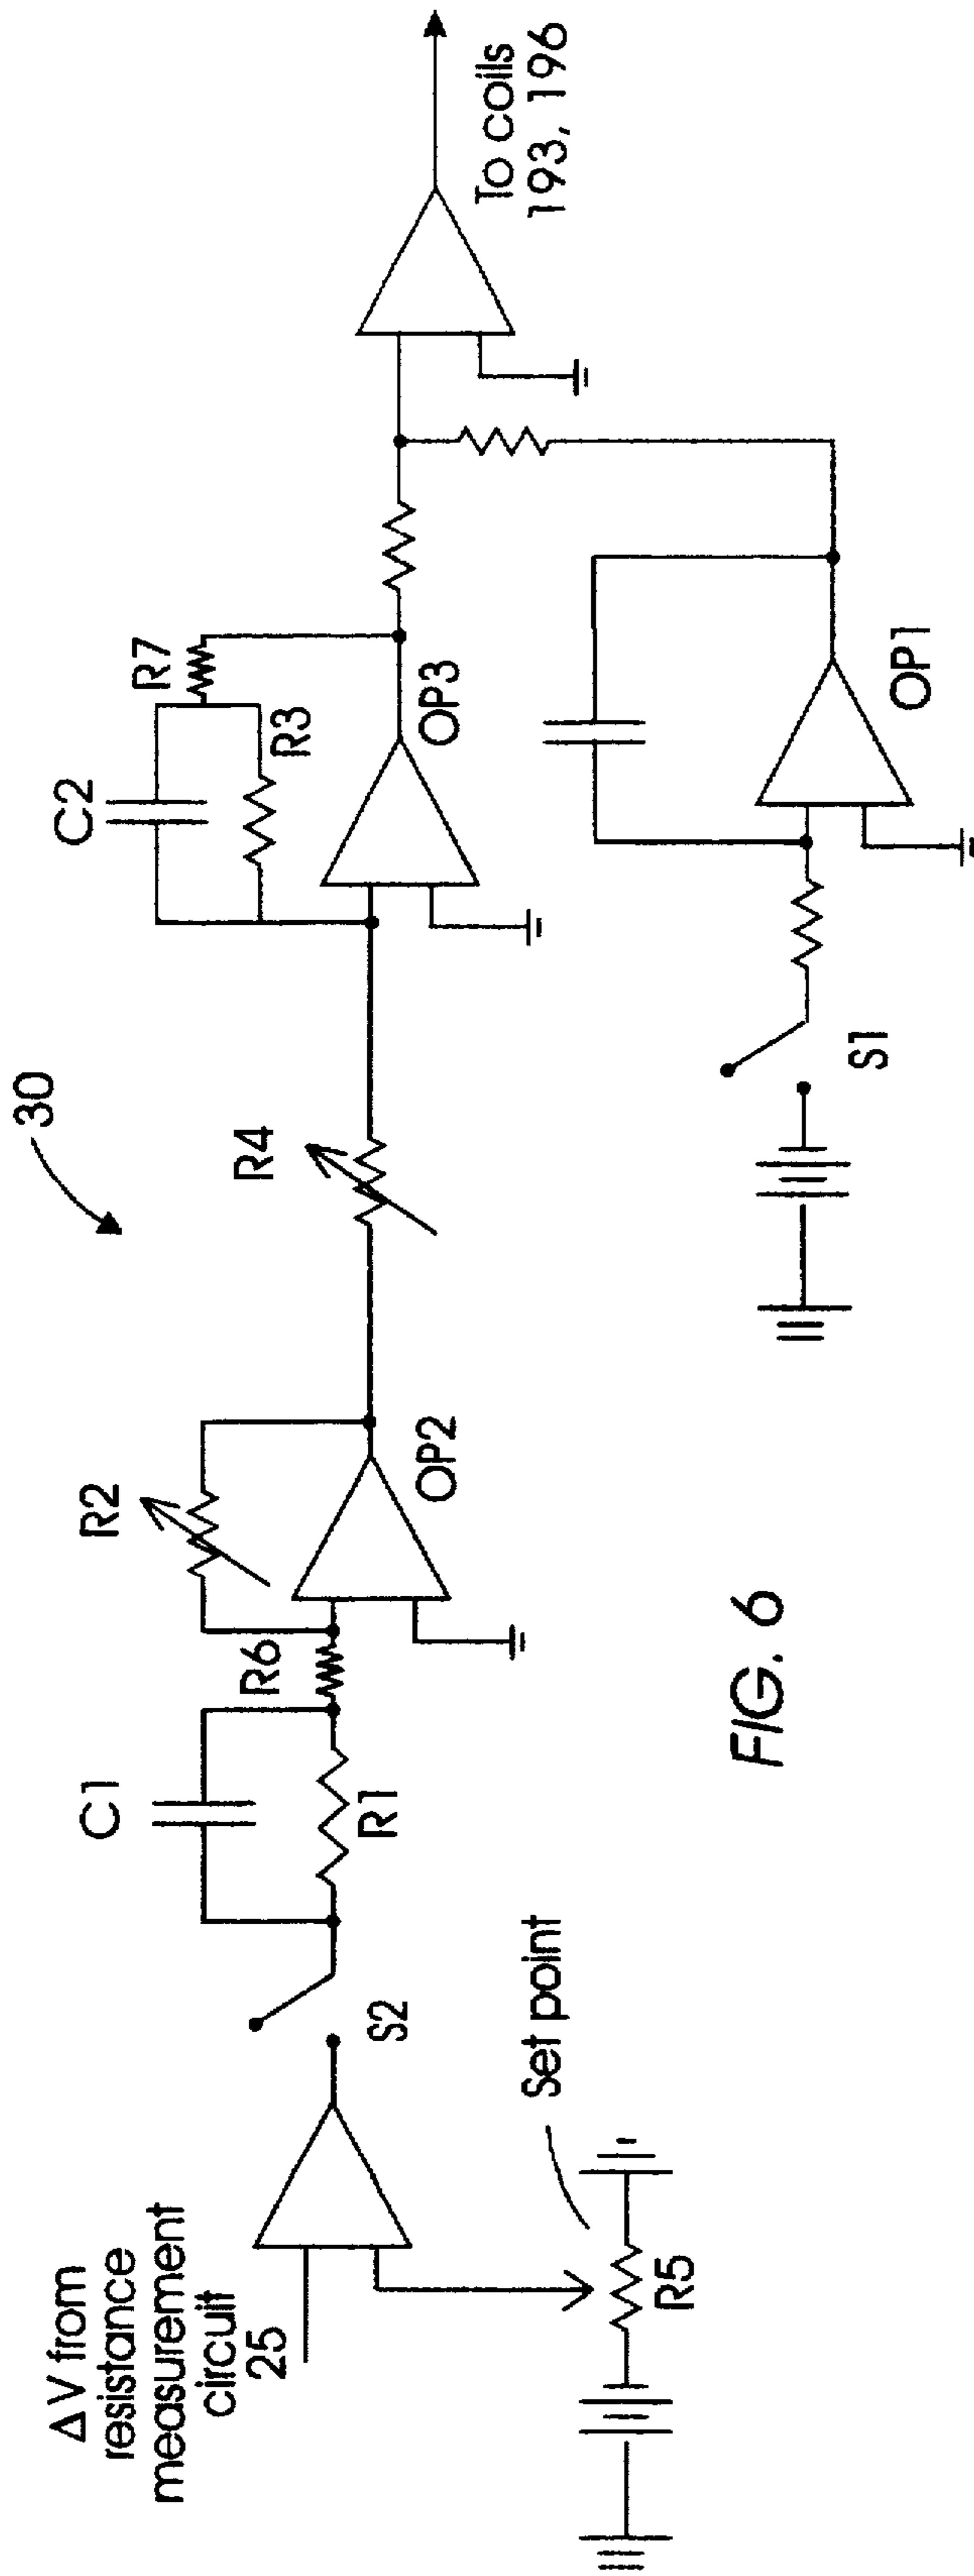 30
ΔV from
resistance
measurement
circuit
25
S2
Set point
R5
C1
R1
R6
R2
OP2
R4
C2
R3
R7
OP3
S1
OP1
To coils
193, 196
FIG. 6